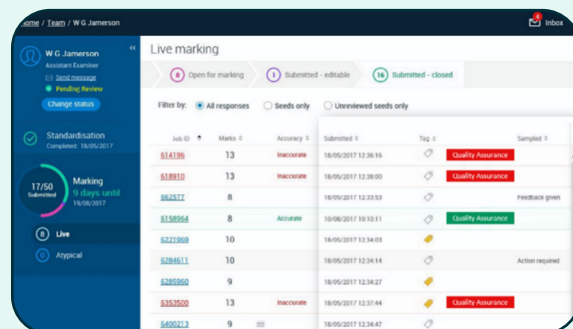 Home / Team / W G Jamerson
4
Inbox
W G Jamerson
Assistant Examiner
Send message
Pending Review
Change status
Standardisation
Completed: 18/05/2017
17/50
Submitted
Marking
9 days until
19/08/2017
8 Live
0 Atypical
Live marking
8 Open for marking
1 Submitted - editable
16 Submitted - closed
Filter by: All responses Seeds only Unreviewed seeds only
Job ID Marks Accuracy Submitted Tag Sampled
614196 13 Inaccurate 18/05/2017 12:36:16 Quality Assurance
618910 13 Inaccurate 18/05/2017 12:38:00 Quality Assurance
662577 8 18/05/2017 12:33:53 Feedback given
6158964 8 Accurate 10/08/2017 10:10:11 Quality Assurance
6221969 10 18/05/2017 12:34:03
6284611 10 18/05/2017 12:34:14 Action required
6285960 9 18/05/2017 12:34:27
6353500 13 Inaccurate 18/05/2017 12:37:44 Quality Assurance
6400213 9 18/05/2017 12:34:47